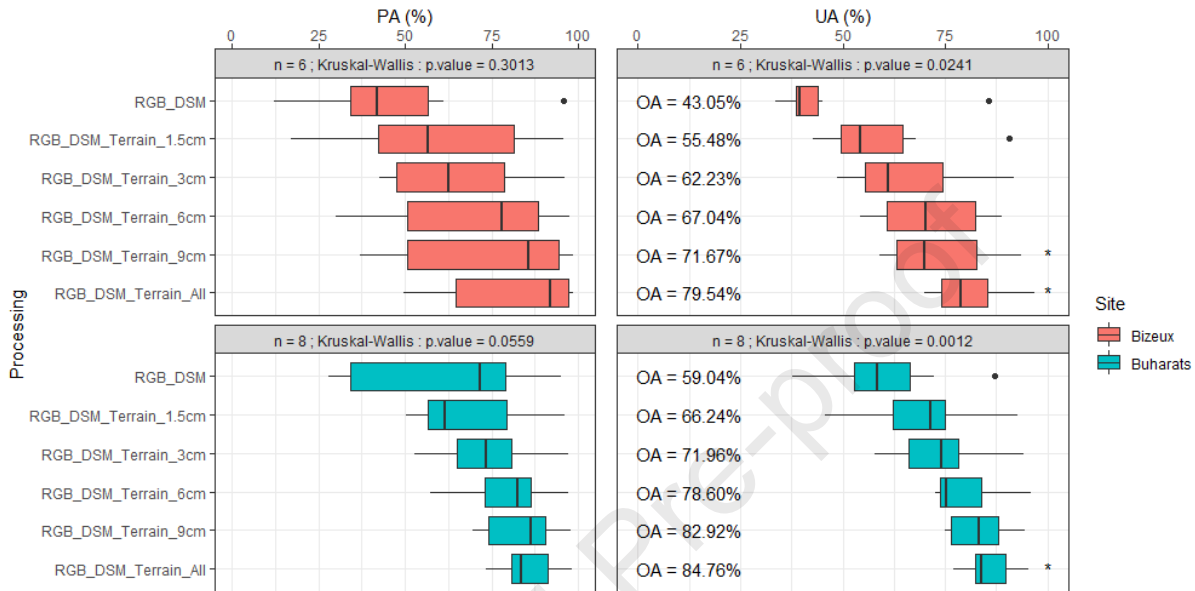 PA (%)
UA (%)
0 25 50 75 100
0 25 50 75 100
n = 6 ; Kruskal-Wallis : p.value = 0.3013
n = 6 ; Kruskal-Wallis : p.value = 0.0241
RGB_DSM
OA = 43.05%
RGB_DSM_Terrain_1.5cm
OA = 55.48%
RGB_DSM_Terrain_3cm
OA = 62.23%
RGB_DSM_Terrain_6cm
OA = 67.04%
RGB_DSM_Terrain_9cm
OA = 71.67% *
RGB_DSM_Terrain_All
OA = 79.54% *
Processing
Site
Bizeux
Buharats
n = 8 ; Kruskal-Wallis : p.value = 0.0559
n = 8 ; Kruskal-Wallis : p.value = 0.0012
RGB_DSM
OA = 59.04%
RGB_DSM_Terrain_1.5cm
OA = 66.24%
RGB_DSM_Terrain_3cm
OA = 71.96%
RGB_DSM_Terrain_6cm
OA = 78.60%
RGB_DSM_Terrain_9cm
OA = 82.92%
RGB_DSM_Terrain_All
OA = 84.76% *
Pre-proof